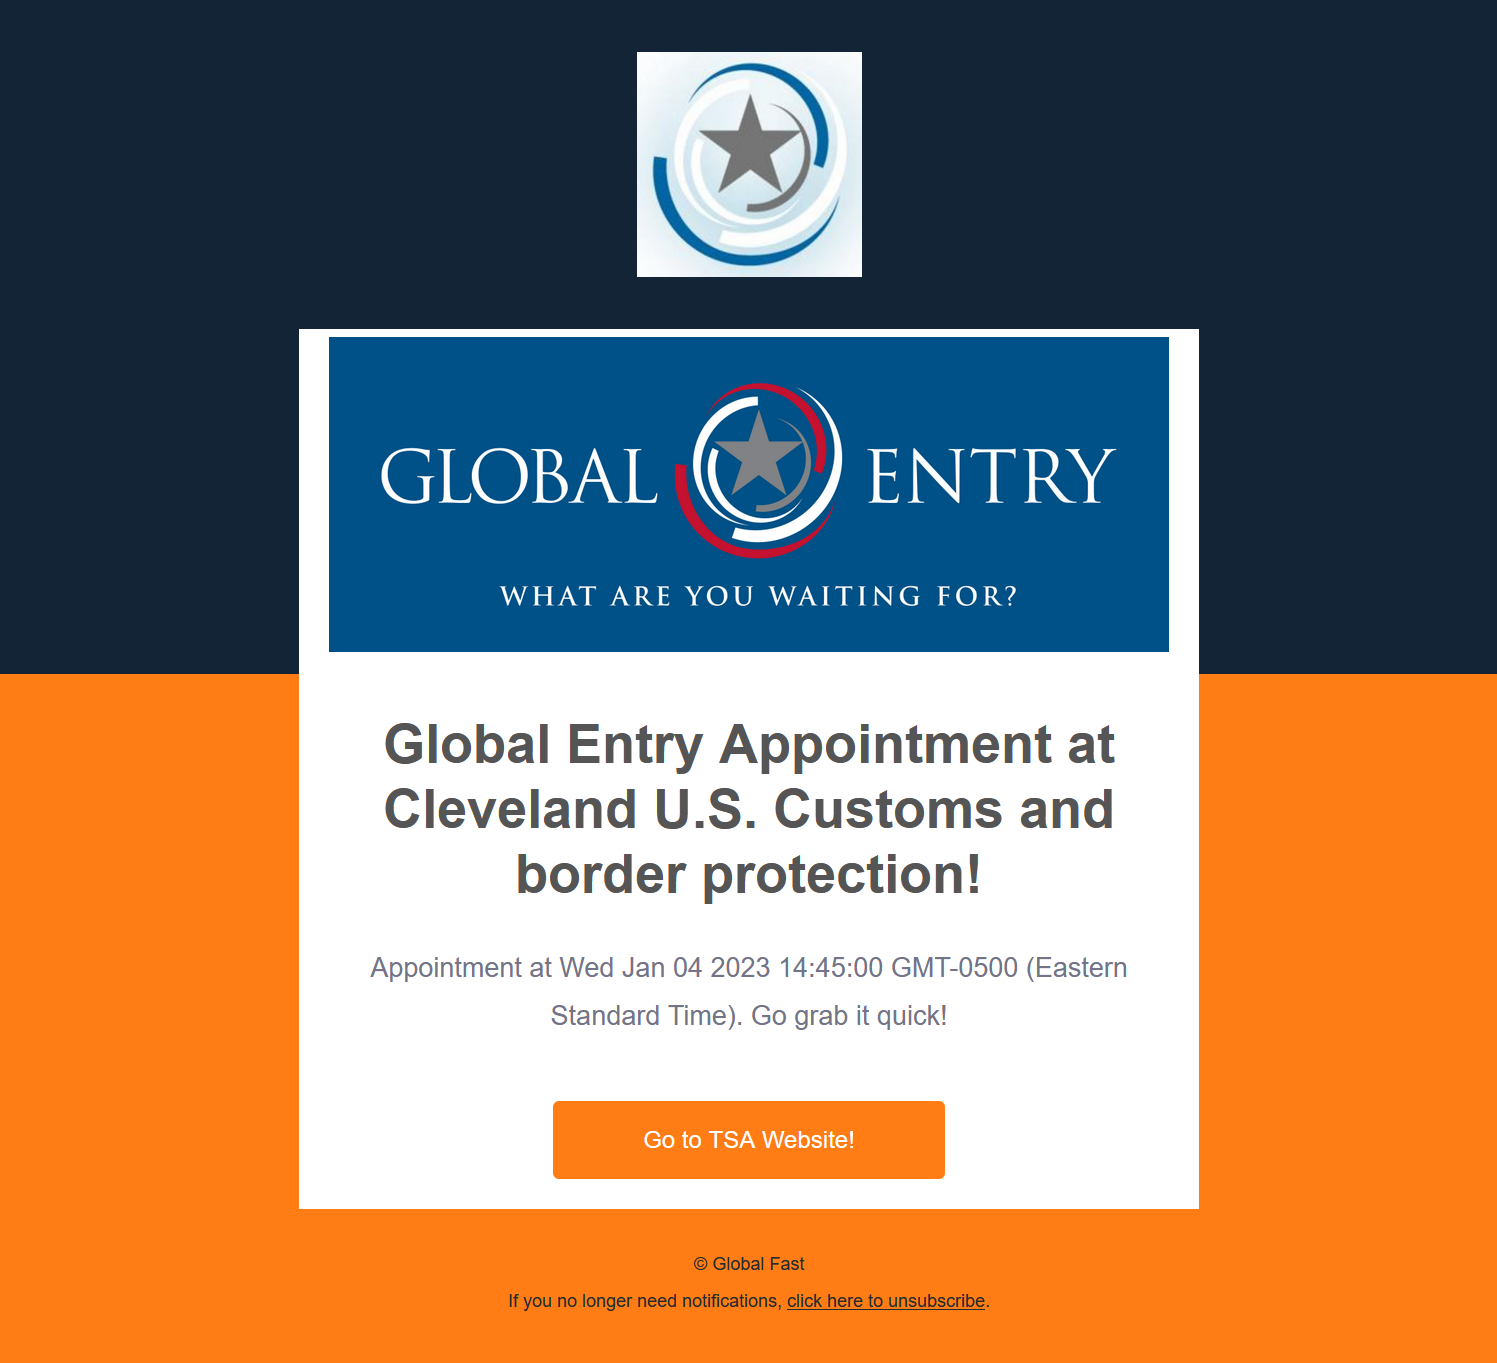 GLOBAL ENTRY
WHAT ARE YOU WAITING FOR?
Global Entry Appointment at
Cleveland U.S. Customs and
border protection!
Appointment at Wed Jan 04 2023 14:45:00 GMT-0500 (Eastern
Standard Time). Go grab it quick!
Go to TSA Website!
© Global Fast
If you no longer need notifications, click here to unsubscribe.